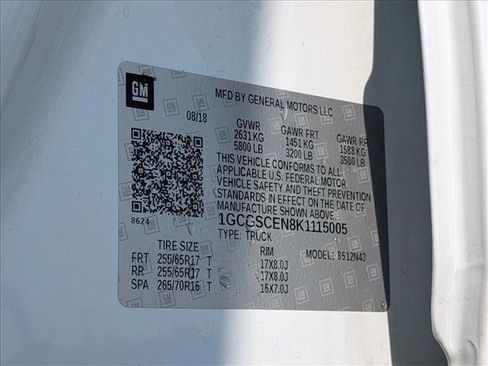 GM
MFD BY GENERAL MOTORS LLC
08/18
GVWR GAWR FRT GAWR RR
2631 KG 1451 KG 1588 KG
5800 LB 3200 LB 3500 LB
THIS VEHICLE CONFORMS TO ALL
APPLICABLE U.S. FEDERAL MOTOR
VEHICLE SAFETY AND THEFT PREVENTION
STANDARDS IN EFFECT ON THE DATE OF
MANUFACTURE SHOWN ABOVE.
8624
1GCGSCEN8K1115005
TYPE: TRUCK
MODEL: 8512N43
TIRE SIZE RIM
FRT 255/65R17 T 17X8.0J
RR 255/65R17 T 17X8.0J
SPA 265/70R16 T 16X7.0J